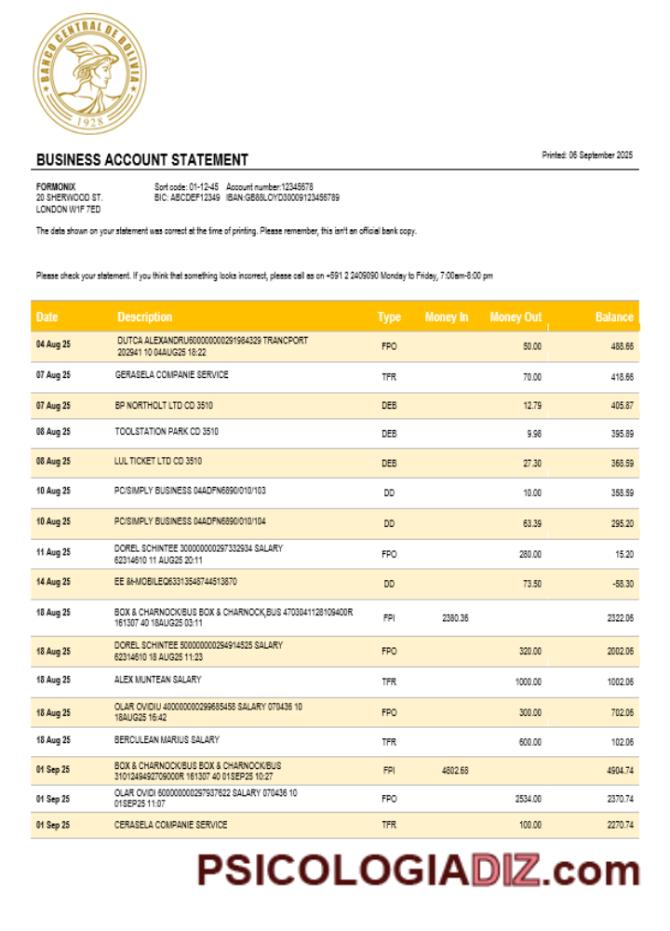 BANCO CENTRAL DE BOLIVIA
1928
BUSINESS ACCOUNT STATEMENT
Printed: 06 September 2025
FORMONIX
20 SHERWOOD ST.
LONDON W1F 7ED
Sort code: 01-12-45 Account number:12345678
BIC: ABCDEF12349 IBAN:GB88LOYD30009123456789
The data shown on your statement was correct at the time of printing. Please remember, this isn't an official bank copy.
Please check your statement. If you think that something looks incorrect, please call as on +591 2 2409090 Monday to Friday, 7:00am-8:00 pm
Date Description Type Money In Money Out Balance
04 Aug 25 DUTCA ALEXANDRU600000000291984329 TRANCPORT FPO 50.00 488.66
202941 10 04AUG25 18:22
07 Aug 25 GERASELA COMPANIE SERVICE TFR 70.00 418.66
07 Aug 25 BP NORTHOLT LTD CD 3510 DEB 12.79 405.87
08 Aug 25 TOOLSTATION PARK CD 3510 DEB 9.98 395.89
08 Aug 25 LUL TICKET LTD CD 3510 DEB 27.30 368.59
10 Aug 25 PC/SIMPLY BUSINESS 04ADFN6890/010/103 DD 10.00 358.59
10 Aug 25 PC/SIMPLY BUSINESS 04ADFN6890/010/104 DD 63.39 295.20
11 Aug 25 DOREL SCHINTEE 300000000297332934 SALARY FPO 280.00 15.20
62314610 11 AUG25 20:11
14 Aug 25 EE &t-MOBILEQ63313548744513870 DD 73.50 -58.30
18 Aug 25 BOX & CHARNOCK/BUS BOX & CHARNOCK,BUS 4703041128109400R FPI 2380.36 2322.06
161307 40 18AUG25 03:11
18 Aug 25 DOREL SCHINTEE 500000000294914525 SALARY FPO 320.00 2002.06
62314610 18 AUG25 11:23
18 Aug 25 ALEX MUNTEAN SALARY TFR 1000.00 1002.06
18 Aug 25 OLAR OVIDIU 400000000299685458 SALARY 070436 10 FPO 300.00 702.06
18AUG25 16:42
18 Aug 25 BERCULEAN MARIUS SALARY TFR 600.00 102.06
01 Sep 25 BOX & CHARNOCK/BUS BOX & CHARNOCK/BUS FPI 4802.68 4904.74
3101249492709000R 161307 40 01SEP25 10:27
01 Sep 25 OLAR OVIDI 600000000297937622 SALARY 070436 10 FPO 2534.00 2370.74
01SEP25 11:07
01 Sep 25 CERASELA COMPANIE SERVICE TFR 100.00 2270.74
PSICOLOGIADIZ.com